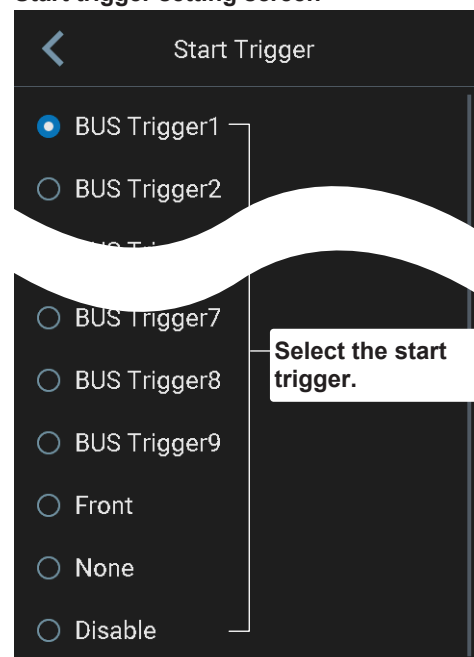 Start trigger setting screen
Start Trigger
BUS Trigger1
BUS Trigger2
BUS Trigger7
Select the start
trigger.
BUS Trigger8
BUS Trigger9
Front
None
Disable